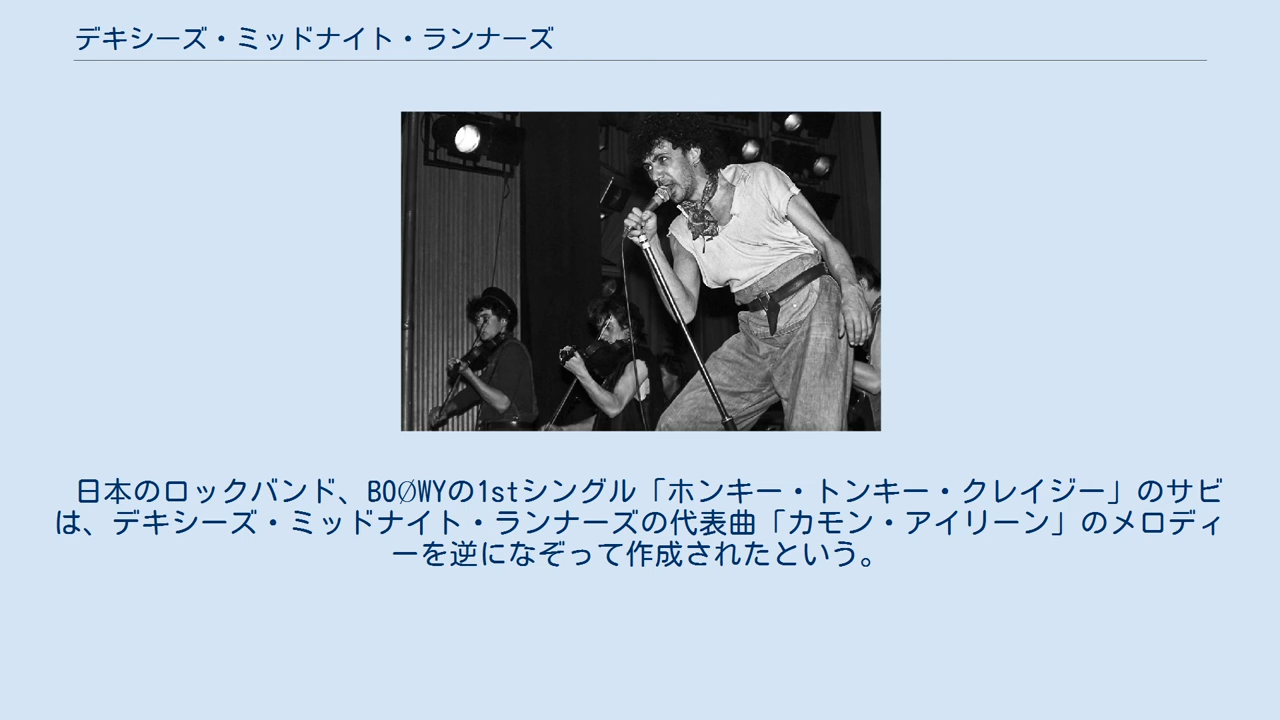 デキシーズ・ミッドナイト・ランナーズ
日本のロックバンド、BOØWYの1stシングル「ホンキー・トンキー・クレイジー」のサビ
は、デキシーズ・ミッドナイト・ランナーズの代表曲「カモン・アイリーン」のメロディ
ーを逆になぞって作成されたという。